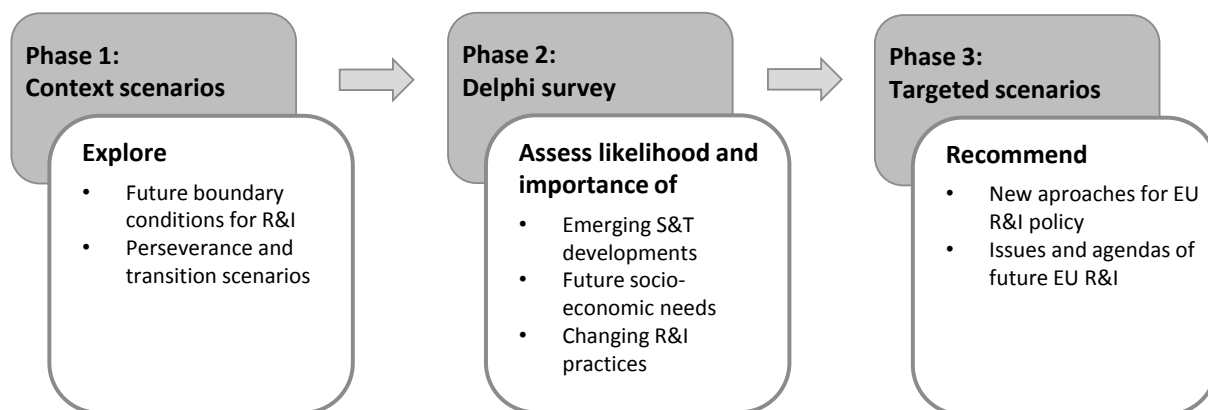 Phase 1:
Context scenarios
Explore
• Future boundary
conditions for R&I
• Perseverance and
transition scenarios
Phase 2:
Delphi survey
Assess likelihood and
importance of
• Emerging S&T
developments
• Future socio-
economic needs
• Changing R&I
practices
Phase 3:
Targeted scenarios
Recommend
• New aproaches for EU
R&I policy
• Issues and agendas of
future EU R&I